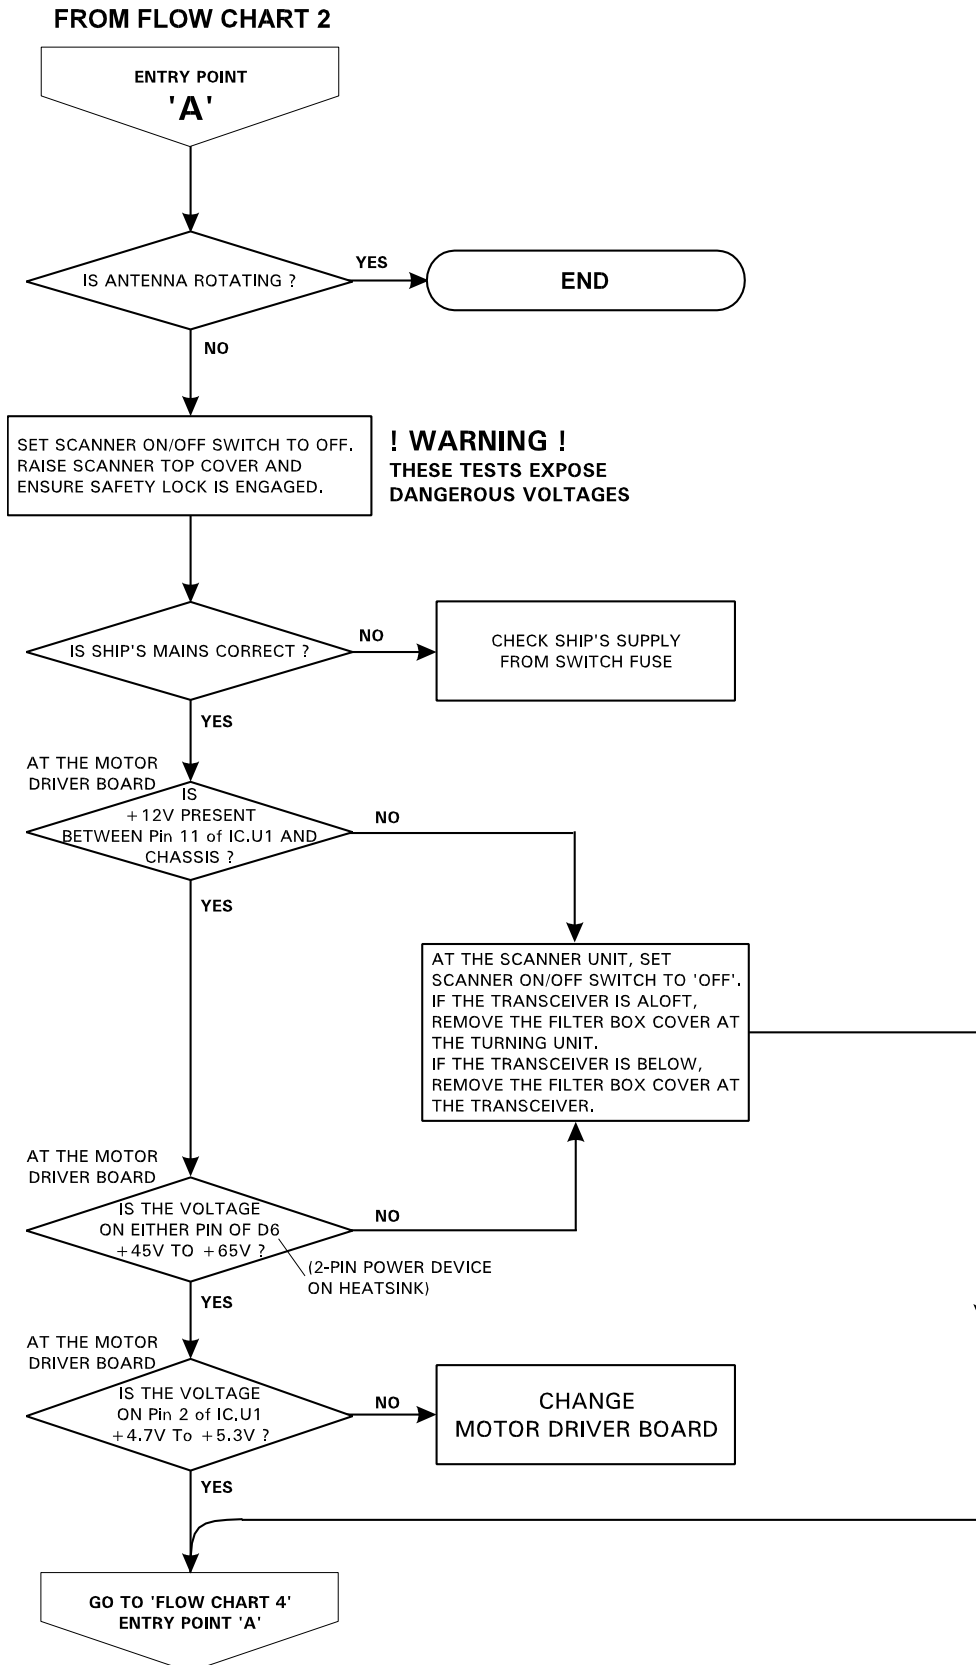 FROM FLOW CHART 2
ENTRY POINT
'A'
IS ANTENNA ROTATING ?
YES
END
NO
SET SCANNER ON/OFF SWITCH TO OFF.
RAISE SCANNER TOP COVER AND
ENSURE SAFETY LOCK IS ENGAGED.
! WARNING !
THESE TESTS EXPOSE
DANGEROUS VOLTAGES
IS SHIP'S MAINS CORRECT ?
NO
CHECK SHIP'S SUPPLY
FROM SWITCH FUSE
YES
AT THE MOTOR
DRIVER BOARD
IS
+12V PRESENT
BETWEEN Pin 11 of IC.U1 AND
CHASSIS ?
NO
YES
AT THE SCANNER UNIT, SET
SCANNER ON/OFF SWITCH TO 'OFF'.
IF THE TRANSCEIVER IS ALOFT,
REMOVE THE FILTER BOX COVER AT
THE TURNING UNIT.
IF THE TRANSCEIVER IS BELOW,
REMOVE THE FILTER BOX COVER AT
THE TRANSCEIVER.
AT THE MOTOR
DRIVER BOARD
IS THE VOLTAGE
ON EITHER PIN OF D6
+45V TO +65V ?
NO
(2-PIN POWER DEVICE
ON HEATSINK)
YES
AT THE MOTOR
DRIVER BOARD
IS THE VOLTAGE
ON Pin 2 of IC.U1
+4.7V To +5.3V ?
NO
CHANGE
MOTOR DRIVER BOARD
YES
GO TO 'FLOW CHART 4'
ENTRY POINT 'A'